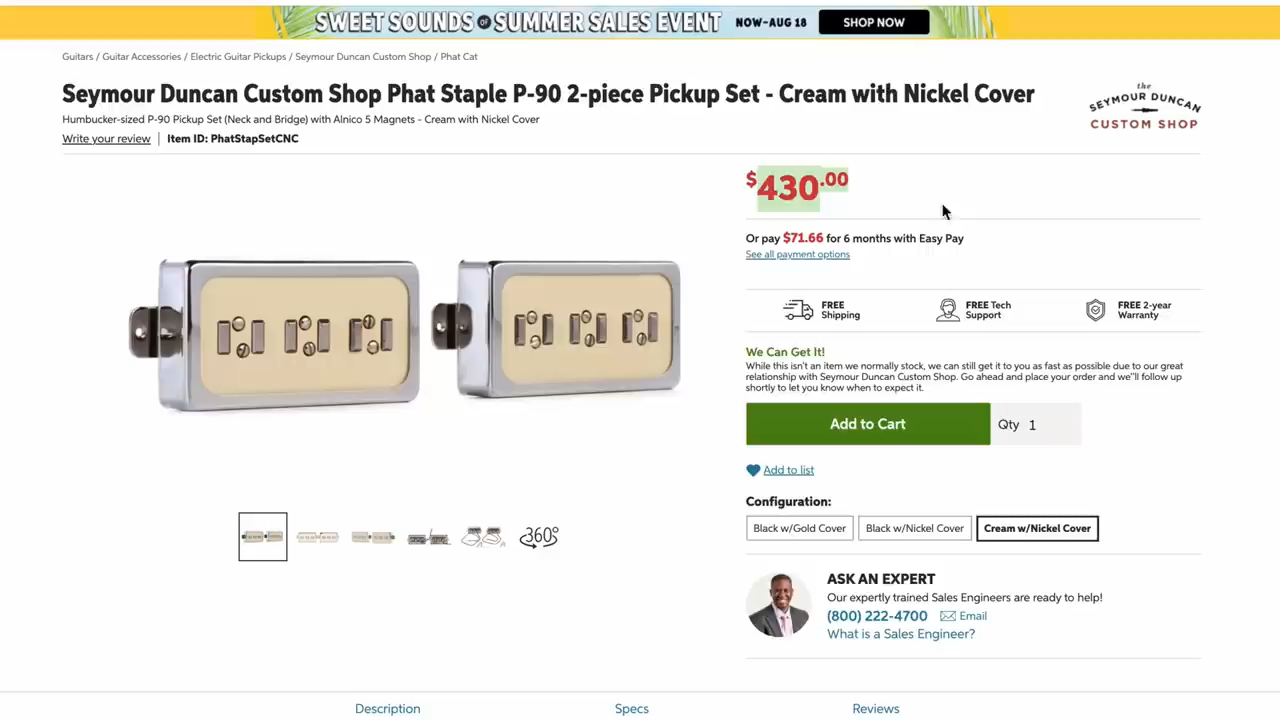 SWEET SOUNDS OF SUMMER SALES EVENT NOW–AUG 18 SHOP NOW
Guitars / Guitar Accessories / Electric Guitar Pickups / Seymour Duncan Custom Shop / Phat Cat
Seymour Duncan Custom Shop Phat Staple P-90 2-piece Pickup Set - Cream with Nickel Cover
Humbucker-sized P-90 Pickup Set (Neck and Bridge) with Alnico 5 Magnets - Cream with Nickel Cover
Write your review | Item ID: PhatStapSetCNC
the
SEYMOUR DUNCAN
CUSTOM SHOP
$430.00
Or pay $71.66 for 6 months with Easy Pay
See all payment options
FREE
Shipping
FREE Tech
Support
FREE 2-year
Warranty
We Can Get It!
While this isn't an item we normally stock, we can still get it to you as fast as possible due to our great
relationship with Seymour Duncan Custom Shop. Go ahead and place your order and we''ll follow up
shortly to let you know when to expect it.
Add to Cart Qty 1
Add to list
Configuration:
Black w/Gold Cover Black w/Nickel Cover Cream w/Nickel Cover
360°
ASK AN EXPERT
Our expertly trained Sales Engineers are ready to help!
(800) 222-4700 Email
What is a Sales Engineer?
Description Specs Reviews